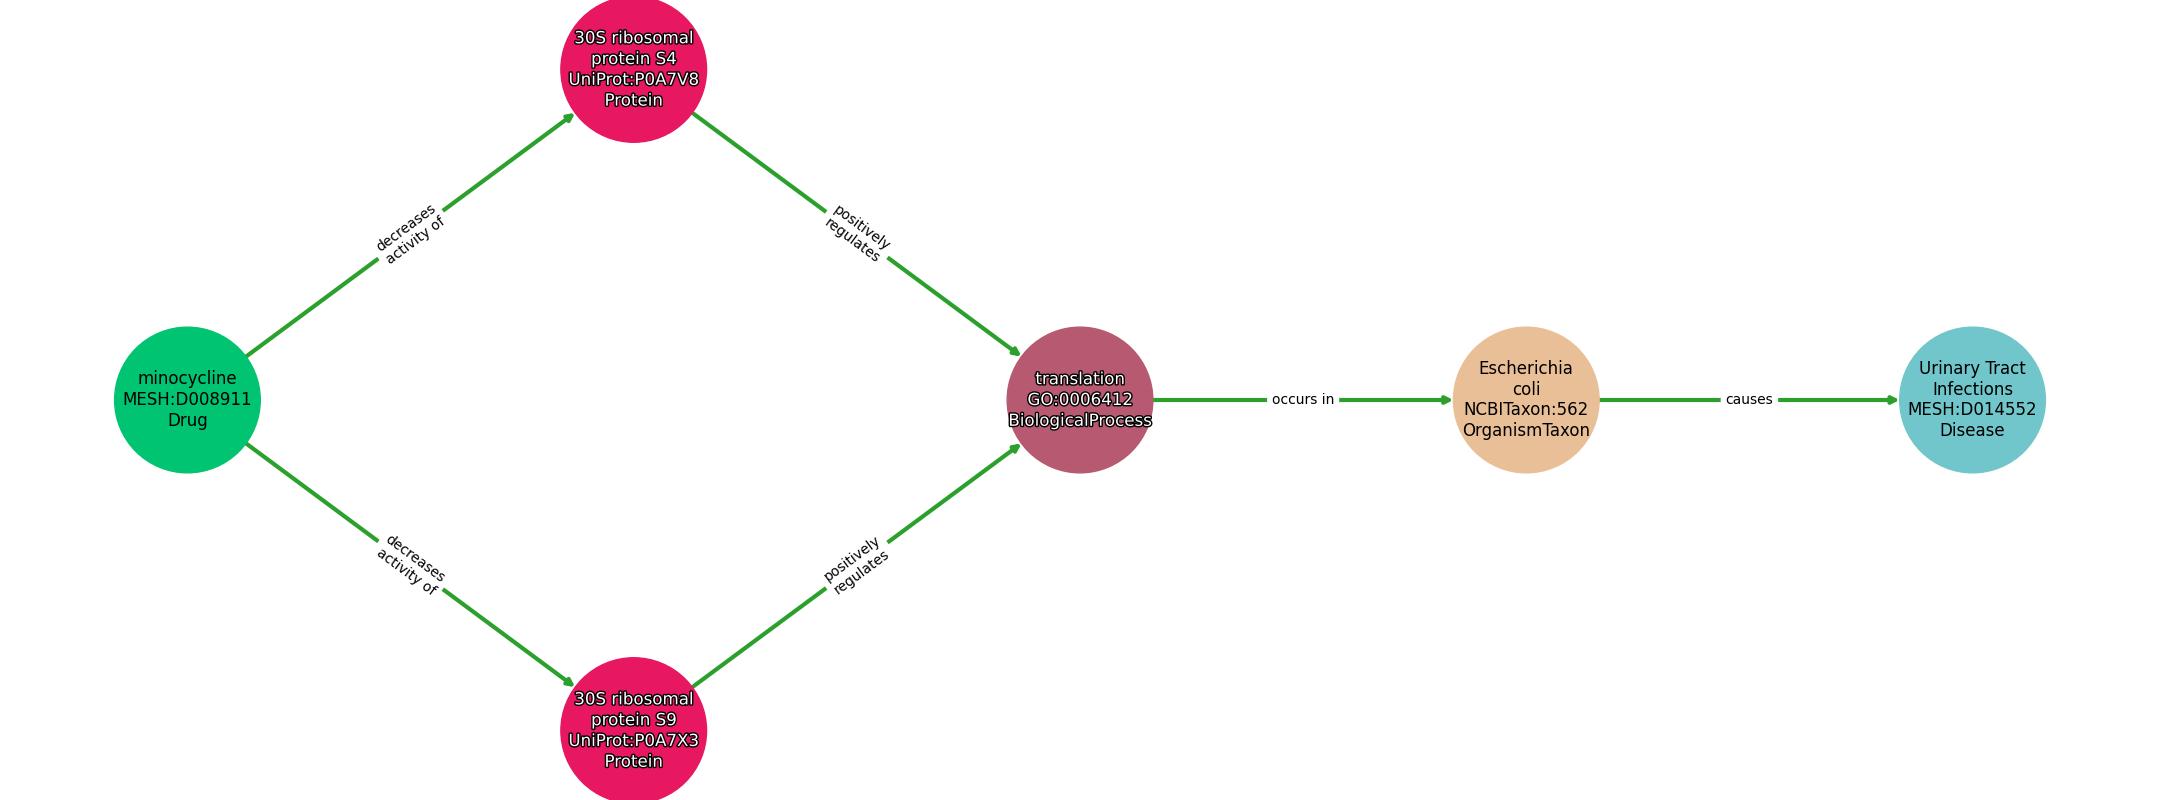 30S ribosomal
protein S4
UniProt:P0A7V8
Protein
decreases
activity of
positively
regulates
minocycline
MESH:D008911
Drug
translation
GO:0006412
BiologicalProcess
occurs in
Escherichia
coli
NCBITaxon:562
OrganismTaxon
causes
Urinary Tract
Infections
MESH:D014552
Disease
decreases
activity of
positively
regulates
30S ribosomal
protein S9
UniProt:P0A7X3
Protein